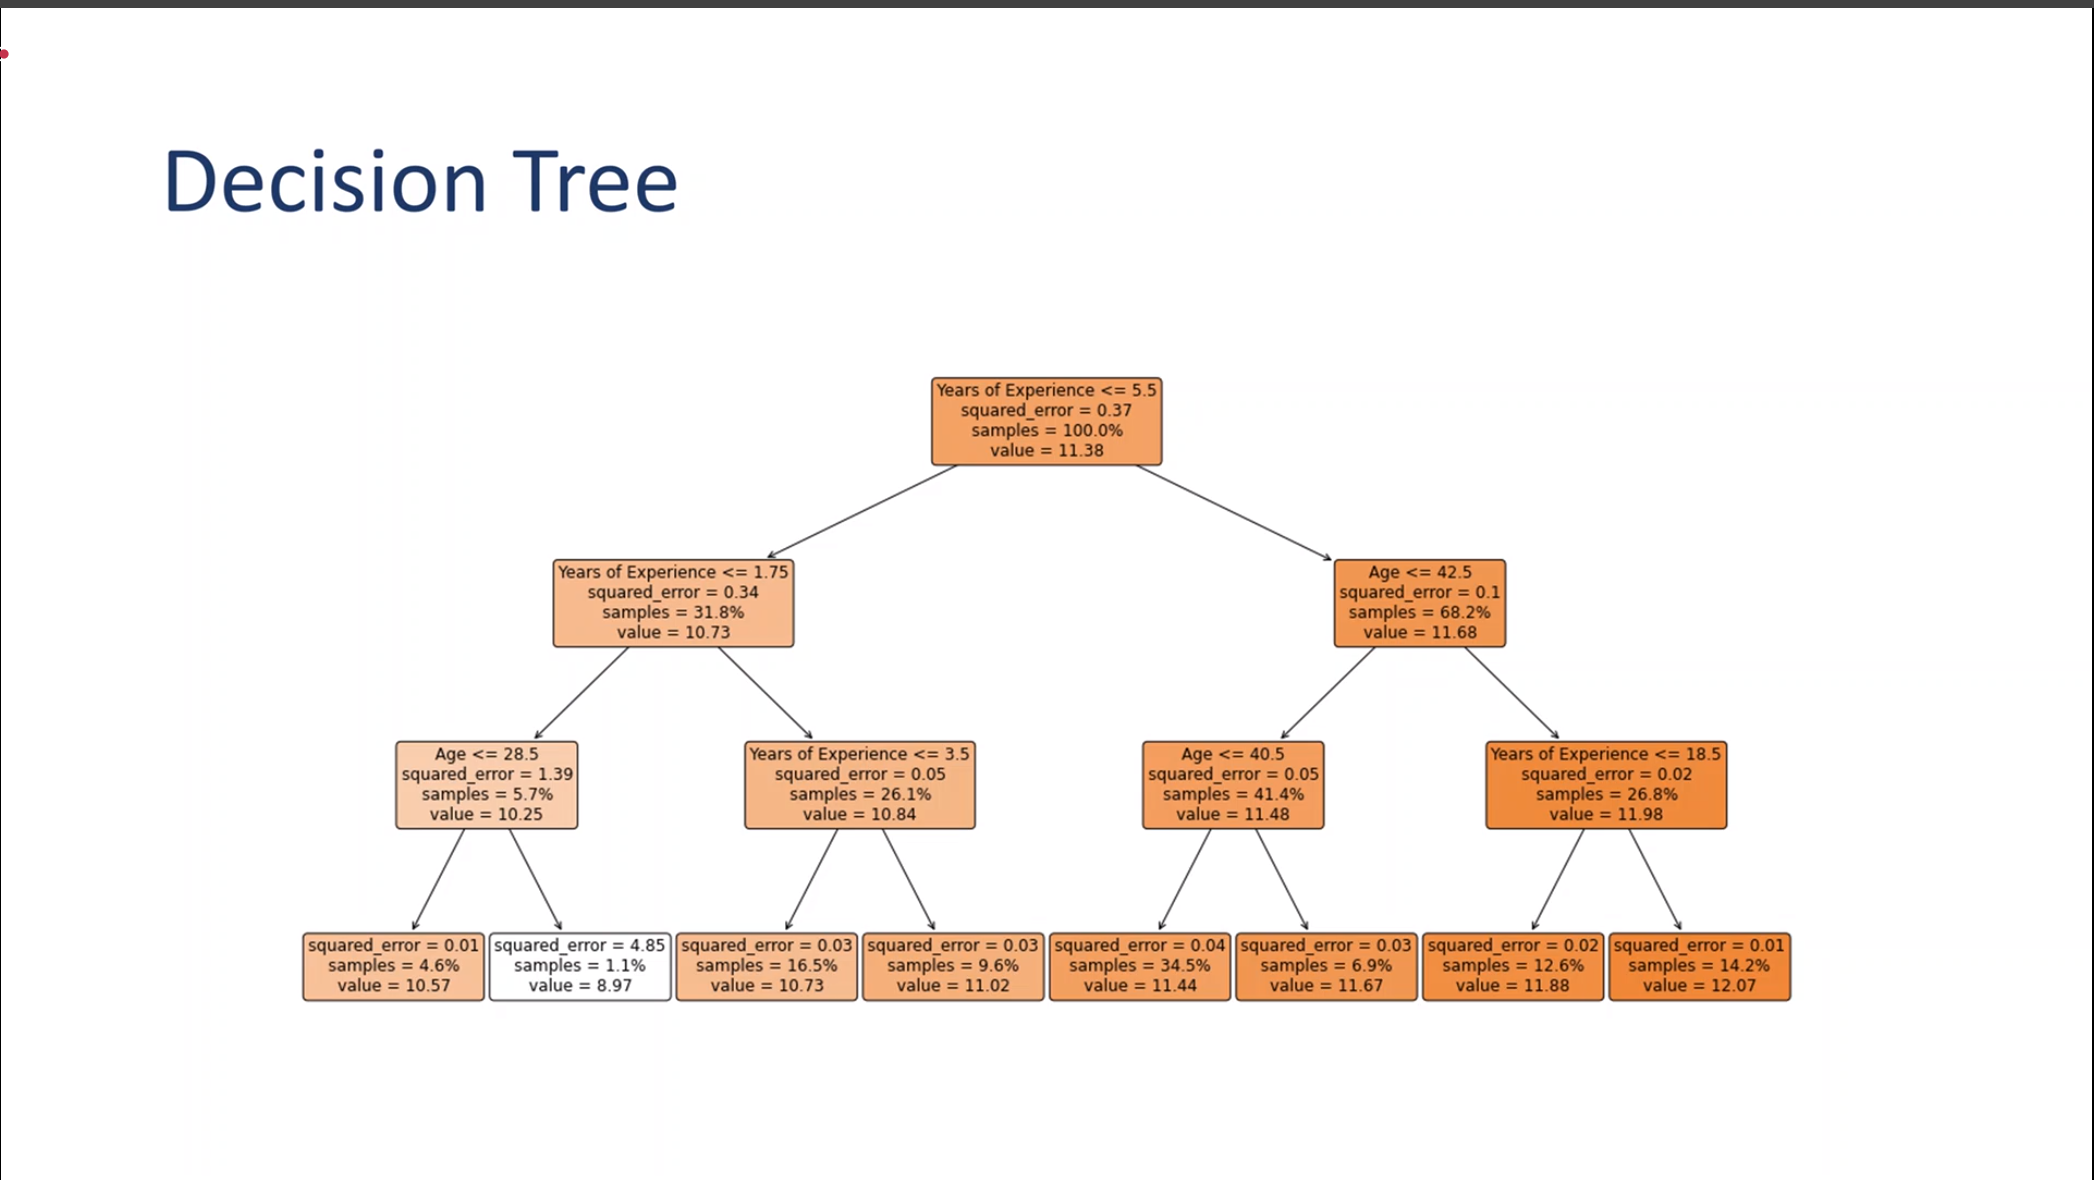 Decision Tree
Years of Experience <= 5.5
squared_error = 0.37
samples = 100.0%
value = 11.38
Years of Experience <= 1.75
squared_error = 0.34
samples = 31.8%
value = 10.73
Age <= 42.5
squared_error = 0.1
samples = 68.2%
value = 11.68
Age <= 28.5
squared_error = 1.39
samples = 5.7%
value = 10.25
Years of Experience <= 3.5
squared_error = 0.05
samples = 26.1%
value = 10.84
Age <= 40.5
squared_error = 0.05
samples = 41.4%
value = 11.48
Years of Experience <= 18.5
squared_error = 0.02
samples = 26.8%
value = 11.98
squared_error = 0.01
samples = 4.6%
value = 10.57
squared_error = 4.85
samples = 1.1%
value = 8.97
squared_error = 0.03
samples = 16.5%
value = 10.73
squared_error = 0.03
samples = 9.6%
value = 11.02
squared_error = 0.04
samples = 34.5%
value = 11.44
squared_error = 0.03
samples = 6.9%
value = 11.67
squared_error = 0.02
samples = 12.6%
value = 11.88
squared_error = 0.01
samples = 14.2%
value = 12.07